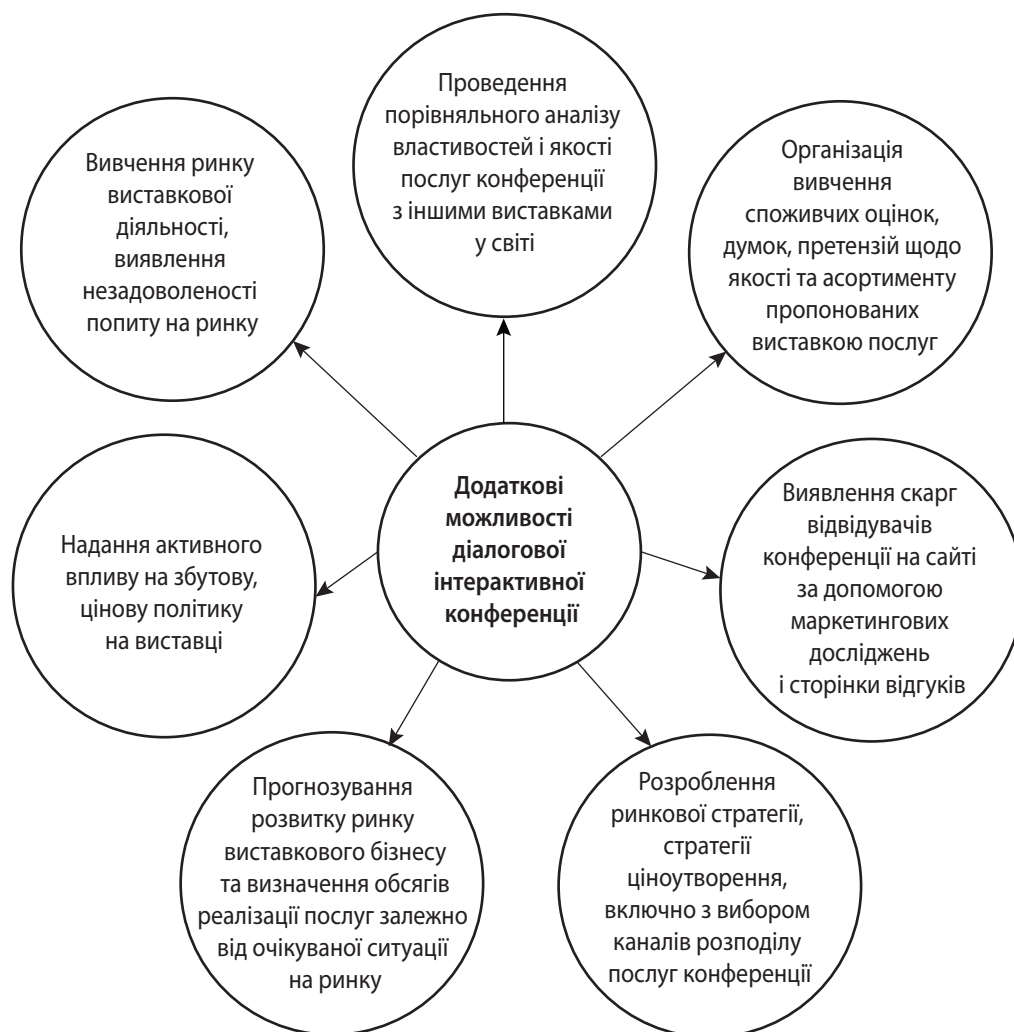 Проведення
порівняльного аналізу
властивостей і якості
послуг конференції
з іншими виставками
у світі
Вивчення ринку
виставкової
діяльності,
виявлення
незадоволеності
попиту на ринку
Організація
вивчення
споживчих оцінок,
думок, претензій щодо
якості та асортименту
пропонованих
виставкою послуг
Додаткові
можливості
діалогової
інтерактивної
конференції
Надання активного
впливу на збутову,
цінову політику
на виставці
Виявлення скарг
відвідувачів
конференції на сайті
за допомогою
маркетингових
досліджень
і сторінки відгуків
Прогнозування
розвитку ринку
виставкового бізнесу
та визначення обсягів
реалізації послуг залежно
від очікуваної ситуації
на ринку
Розроблення
ринкової стратегії,
стратегії
ціноутворення,
включно з вибором
каналів розподілу
послуг конференції